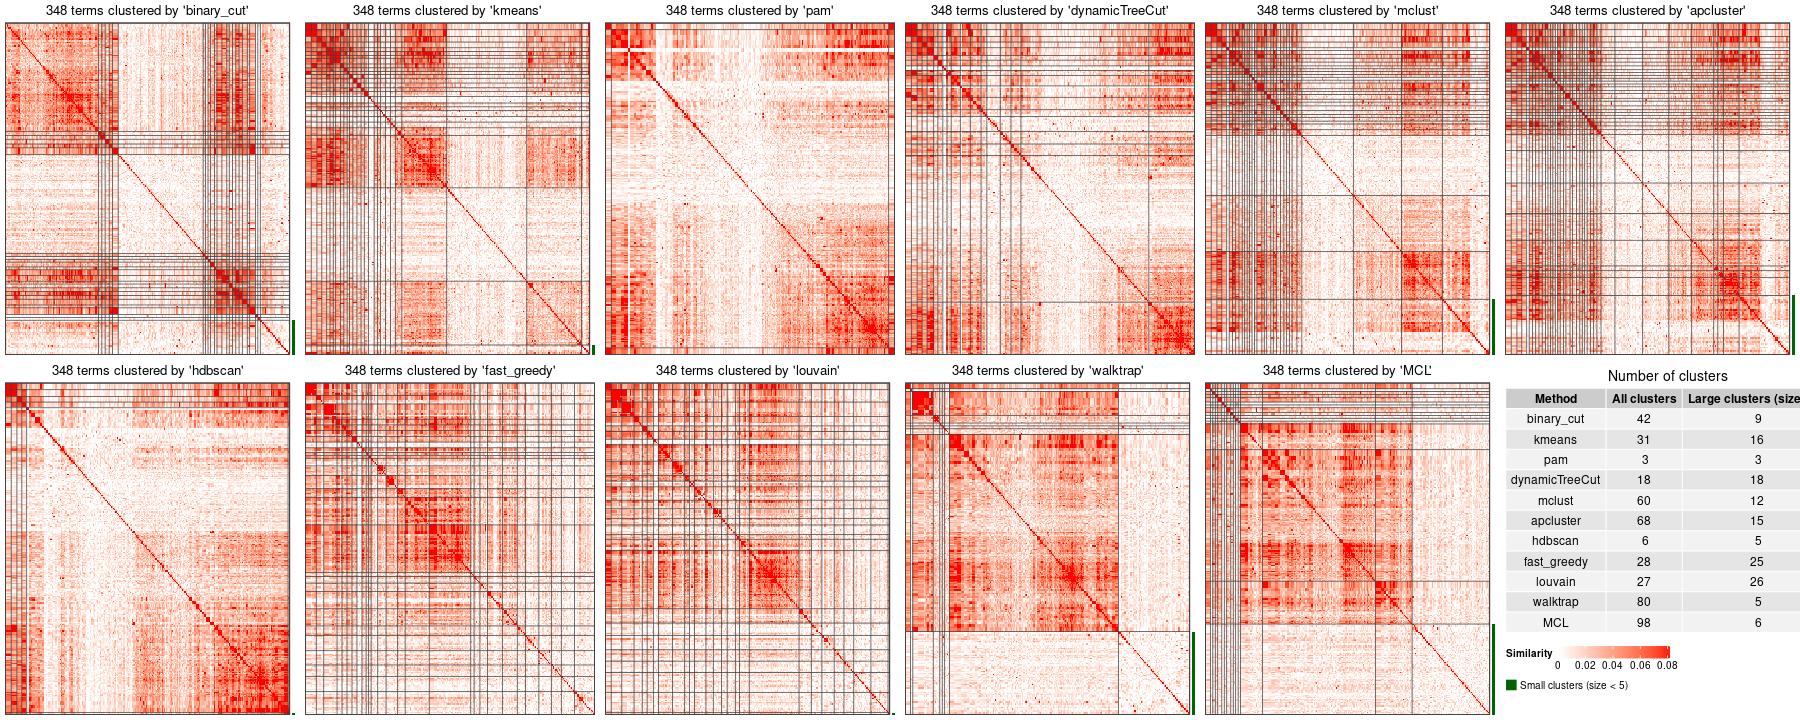 348 terms clustered by 'binary_cut'
348 terms clustered by 'kmeans'
348 terms clustered by 'pam'
348 terms clustered by 'dynamicTreeCut'
348 terms clustered by 'mclust'
348 terms clustered by 'apcluster'
348 terms clustered by 'hdbscan'
348 terms clustered by 'fast_greedy'
348 terms clustered by 'louvain'
348 terms clustered by 'walktrap'
348 terms clustered by 'MCL'
Number of clusters
Method All clusters Large clusters (size
binary_cut 42 9
kmeans 31 16
pam 3 3
dynamicTreeCut 18 18
mclust 60 12
apcluster 68 15
hdbscan 6 5
fast_greedy 28 25
louvain 27 26
walktrap 80 5
MCL 98 6
Similarity
0 0.02 0.04 0.06 0.08
Small clusters (size < 5)